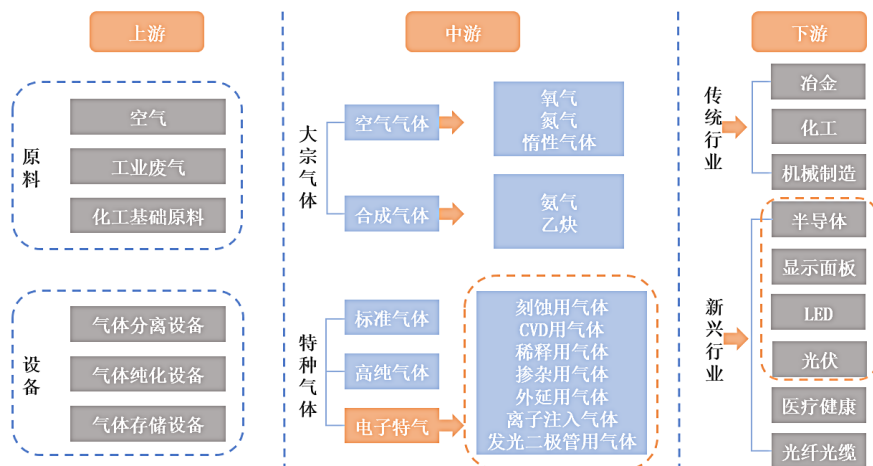 上游
原料
空气
工业废气
化工基础原料
设备
气体分离设备
气体纯化设备
气体存储设备
中游
大宗气体
空气气体
氧气
氮气
惰性气体
合成气体
氨气
乙炔
特种气体
标准气体
高纯气体
电子特气
刻蚀用气体
CVD用气体
稀释用气体
掺杂用气体
外延用气体
离子注入气体
发光二极管用气体
下游
传统行业
冶金
化工
机械制造
新兴行业
半导体
显示面板
LED
光伏
医疗健康
光纤光缆